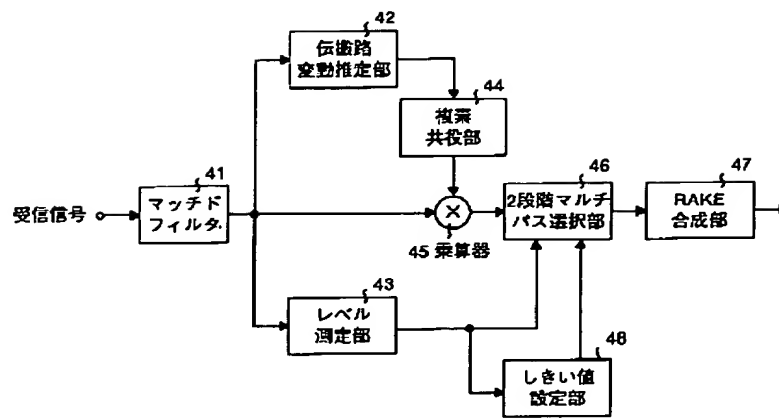 42
伝搬路
変動推定部
44
複素
共役部
41
マッチド
フィルタ
受信信号
×
45 乗算器
46
2段階マルチ
パス選択部
47
RAKE
合成部
43
レベル
測定部
48
しきい値
設定部